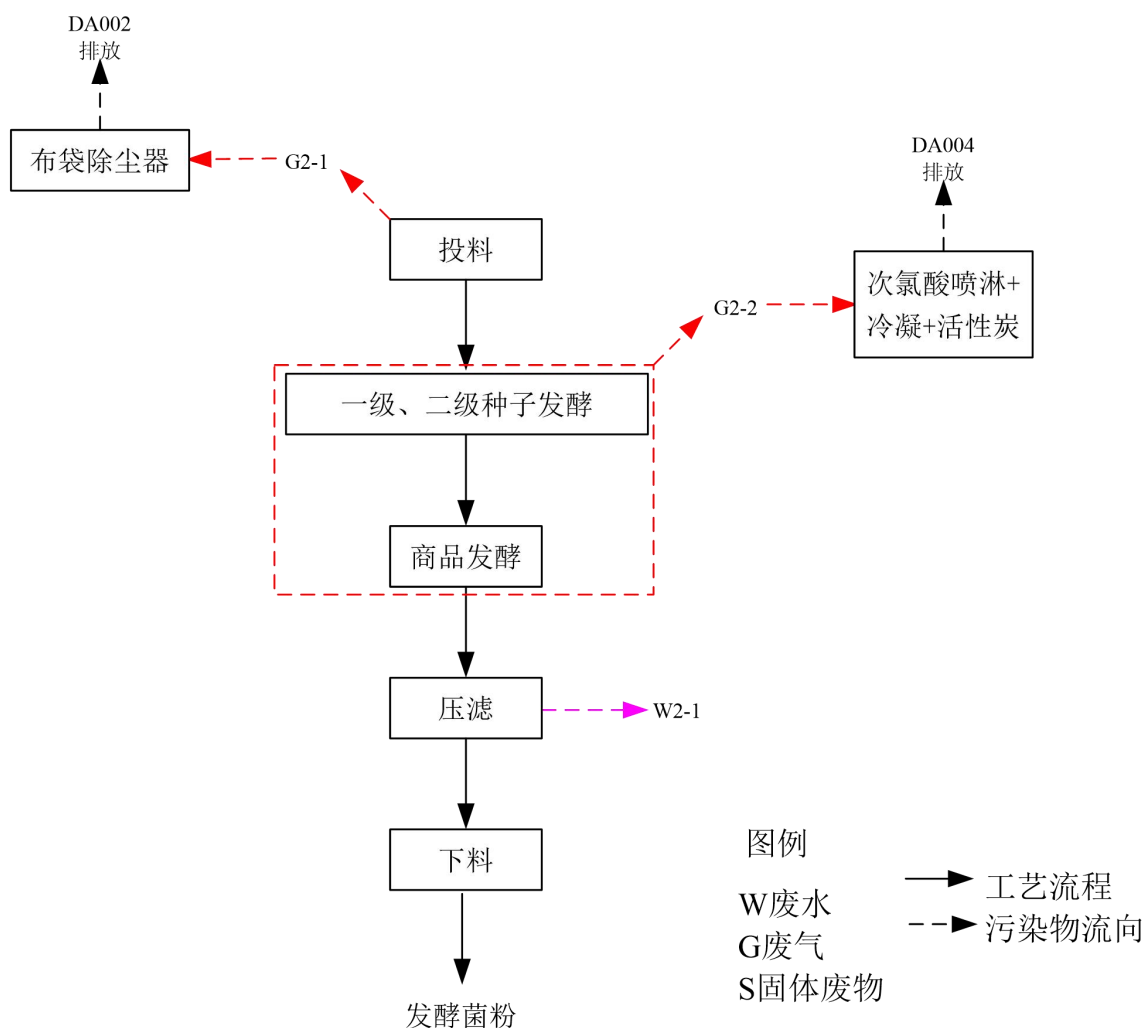 DA002
排放
布袋除尘器
G2-1
DA004
排放
投料
次氯酸喷淋+
冷凝+活性炭
G2-2
一级、二级种子发酵
商品发酵
压滤
W2-1
下料
发酵菌粉
图例
W废水
G废气
S固体废物
工艺流程
污染物流向